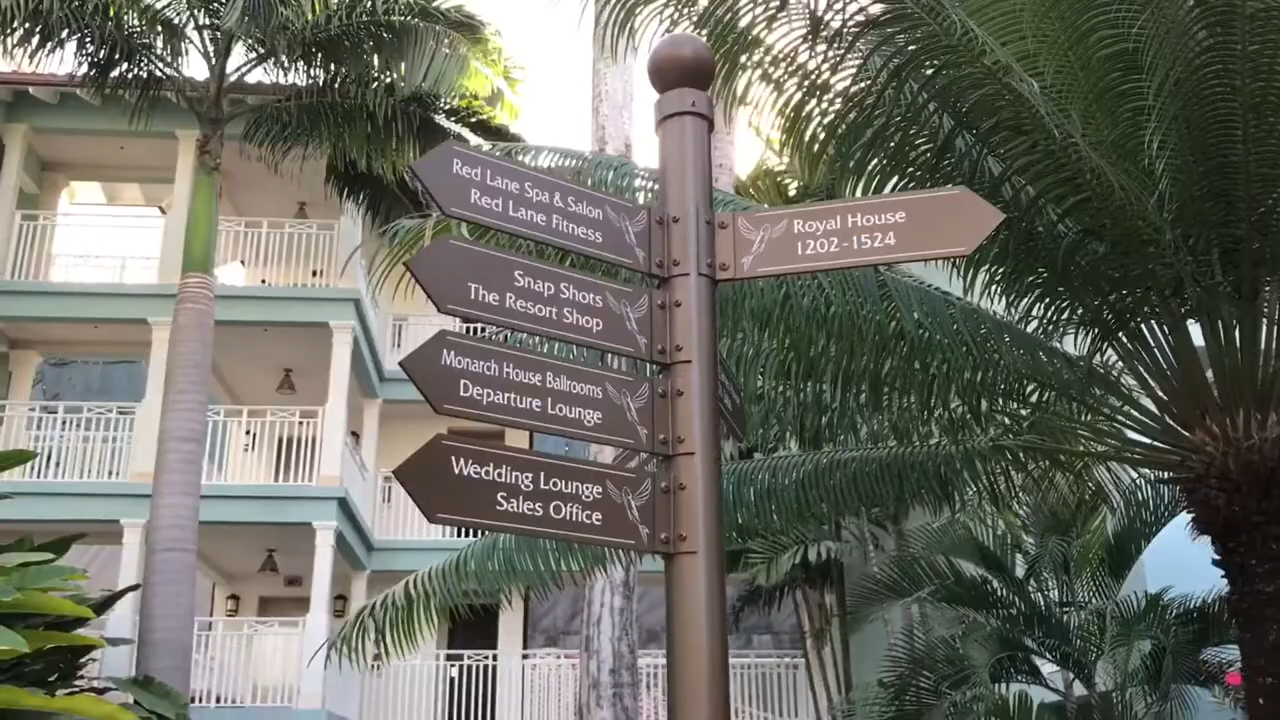 Red Lane Spa & Salon
Red Lane Fitness
Royal House
1202-1524
Snap Shots
The Resort Shop
Monarch House Ballrooms
Departure Lounge
Wedding Lounge
Sales Office